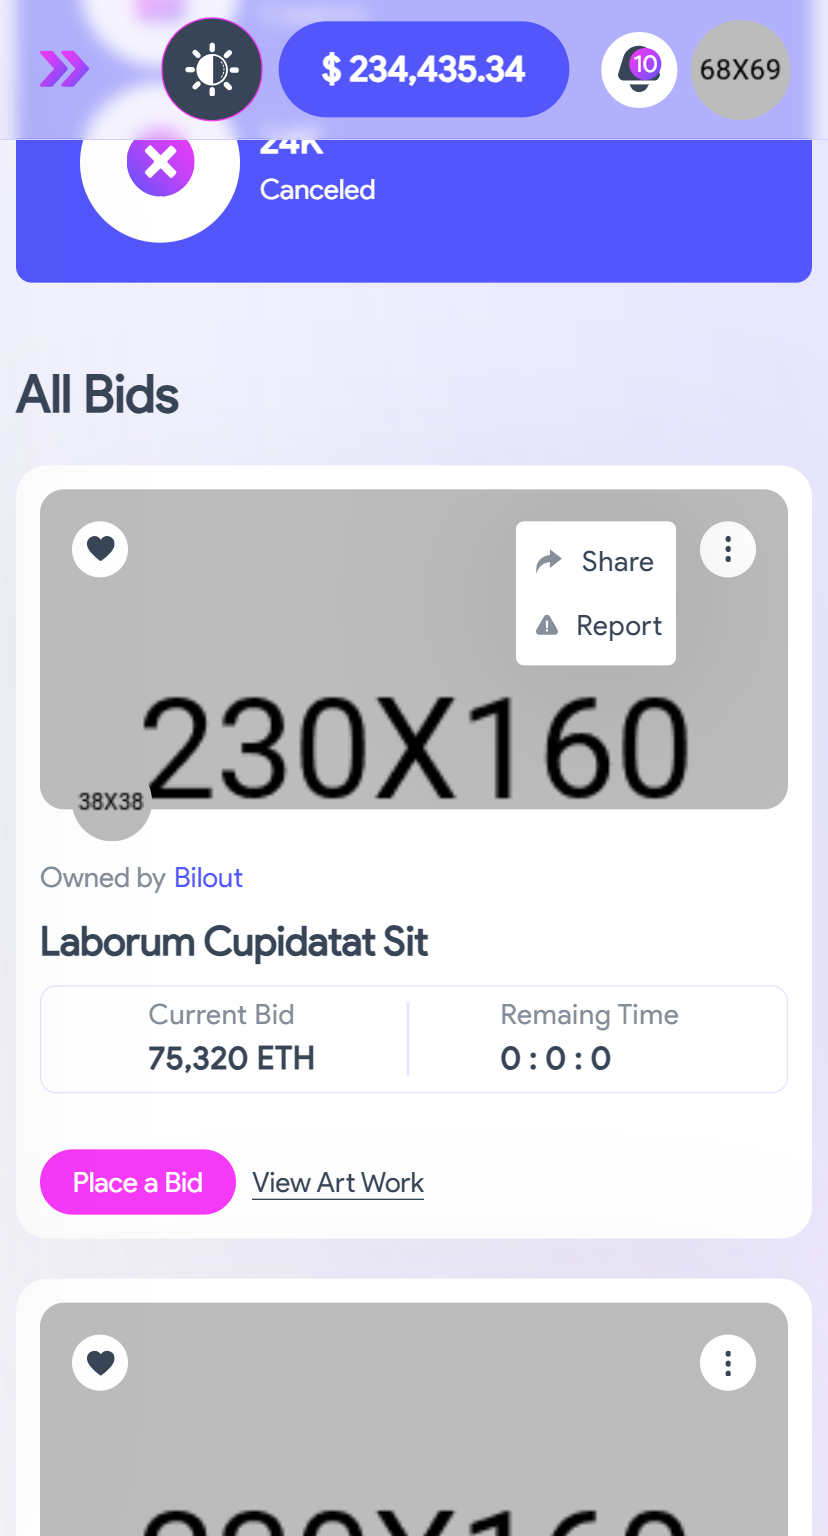 $ 234,435.34
10
68X69
24K
Canceled
All Bids
Share
Report
230X160
38X38
Owned by Bilout
Laborum Cupidatat Sit
Current Bid
Remaing Time
75,320 ETH
0 : 0 : 0
Place a Bid
View Art Work